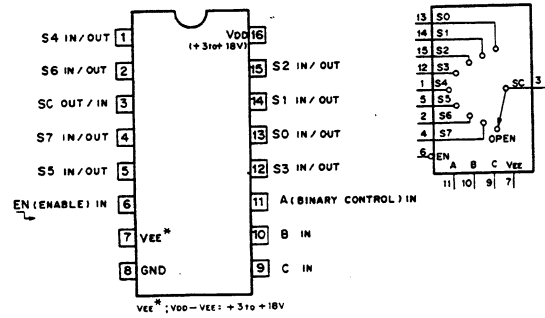 S4 IN/OUT 1
S6 IN/OUT 2
SC OUT/IN 3
S7 IN/OUT 4
S5 IN/OUT 5
EN (ENABLE) IN 6
7 VEE*
8 GND
VDD 16
(+3to+18V)
15 S2 IN/OUT
14 S1 IN/OUT
13 S0 IN/OUT
12 S3 IN/OUT
11 A(BINARY CONTROL) IN
10 B IN
9 C IN
VEE*; VDD-VEE: +3 to +18V
13 S0
14 S1
15 S2
12 S3
1 S4
5 S5
2 S6
4 S7
SC 3
OPEN
6 EN
A B C VEE
11 10 9 7